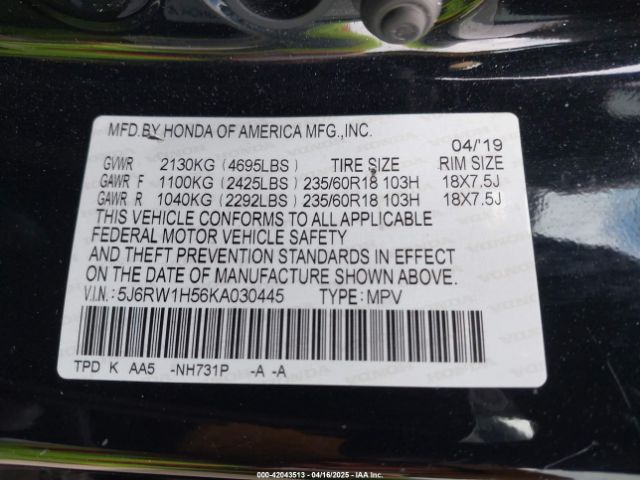 MFD.BY HONDA OF AMERICA MFG.,INC.
04/'19
GVWR 2130KG (4695LBS) TIRE SIZE RIM SIZE
GAWR F 1100KG (2425LBS) 235/60R18 103H 18X7.5J
GAWR R 1040KG (2292LBS) 235/60R18 103H 18X7.5J
THIS VEHICLE CONFORMS TO ALL APPLICABLE
FEDERAL MOTOR VEHICLE SAFETY
AND THEFT PREVENTION STANDARDS IN EFFECT
ON THE DATE OF MANUFACTURE SHOWN ABOVE.
V.I.N.:5J6RW1H56KA030445 TYPE:MPV
TPD K AA5 -NH731P -A -A
000-42043513 - 04/16/2025 - IAA Inc.